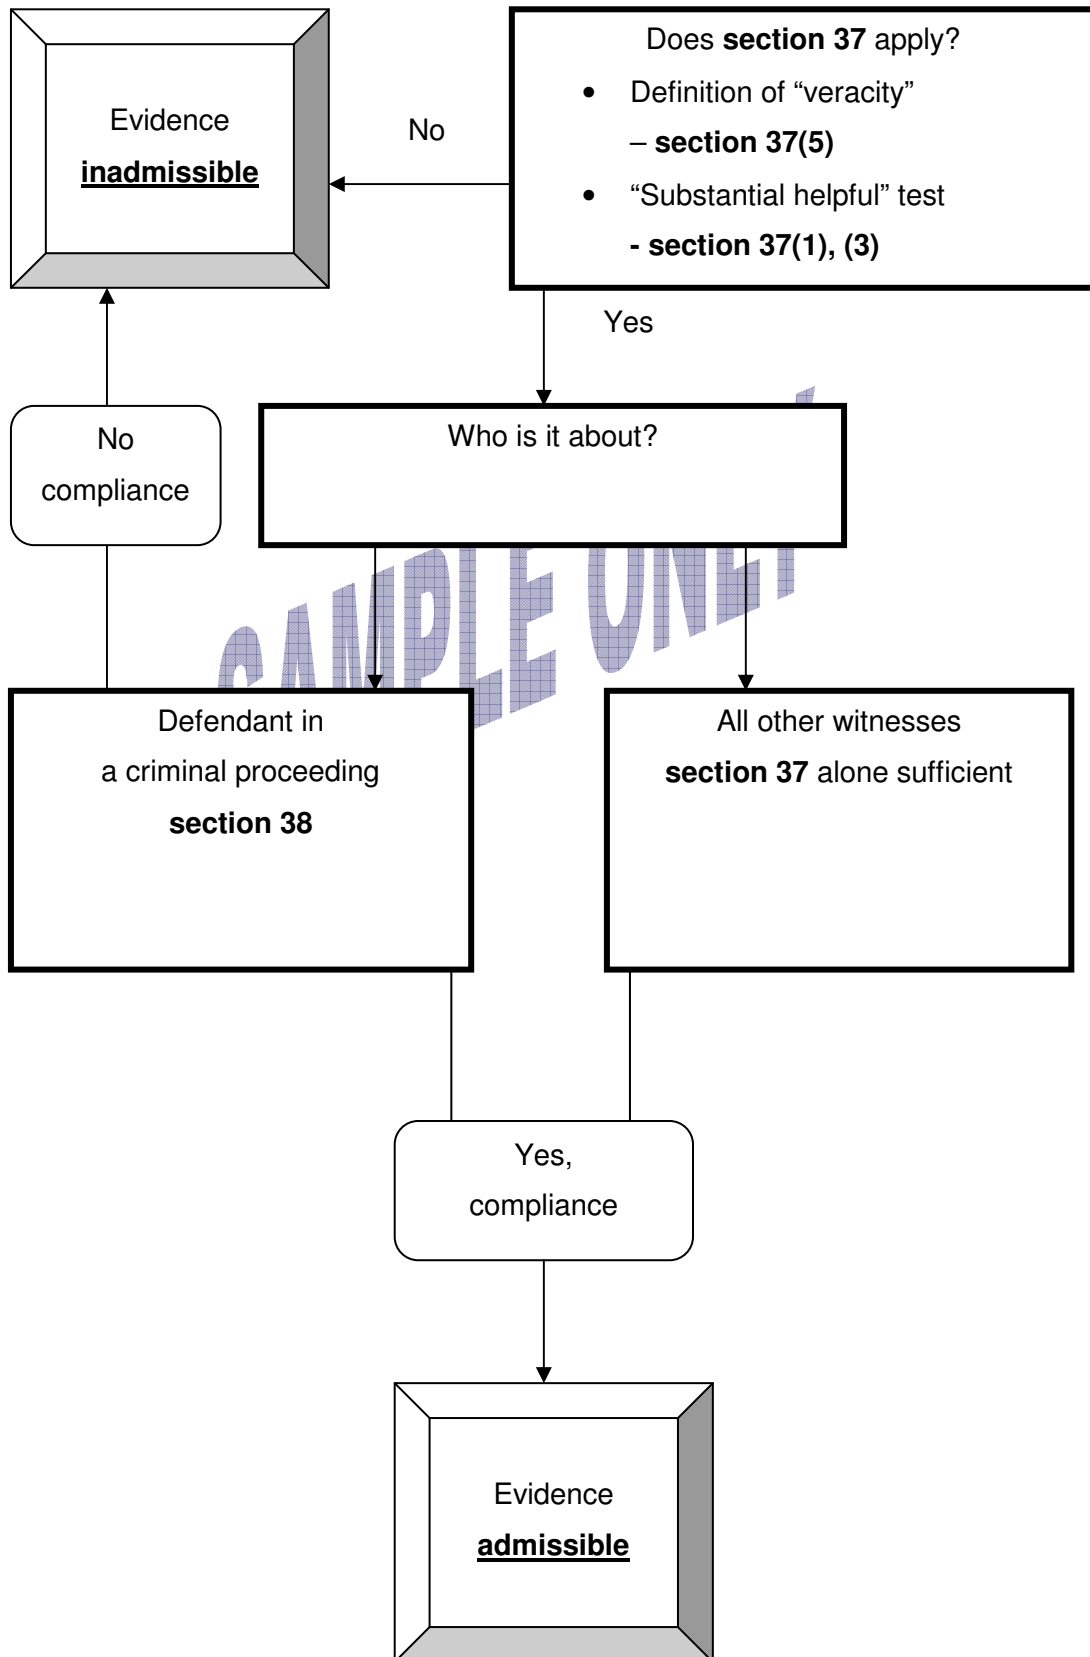 Does section 37 apply?
• Definition of “veracity”
– section 37(5)
• “Substantial helpful” test
- section 37(1), (3)
No
Evidence
inadmissible
Yes
No
compliance
Who is it about?
SAMPLE ONLY
Defendant in
a criminal proceeding
section 38
All other witnesses
section 37 alone sufficient
Yes,
compliance
Evidence
admissible